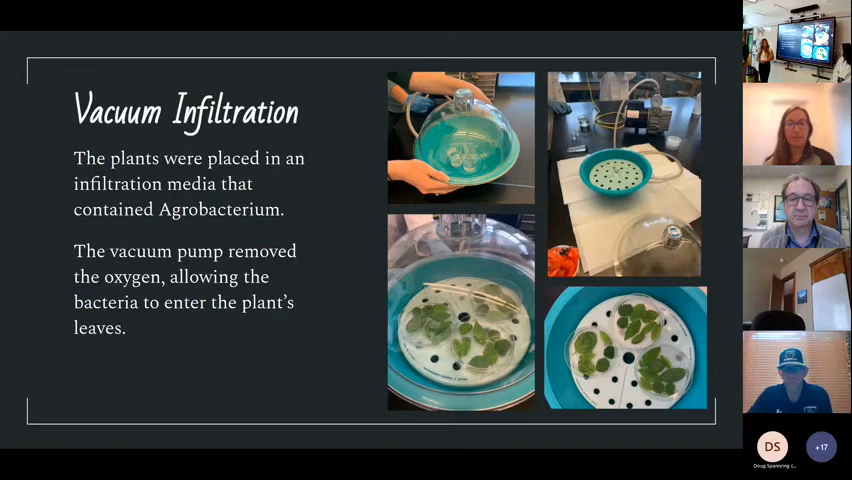 Vacuum Infiltration
The plants were placed in an
infiltration media that
contained Agrobacterium.
The vacuum pump removed
the oxygen, allowing the
bacteria to enter the plant's
leaves.
DS
+17